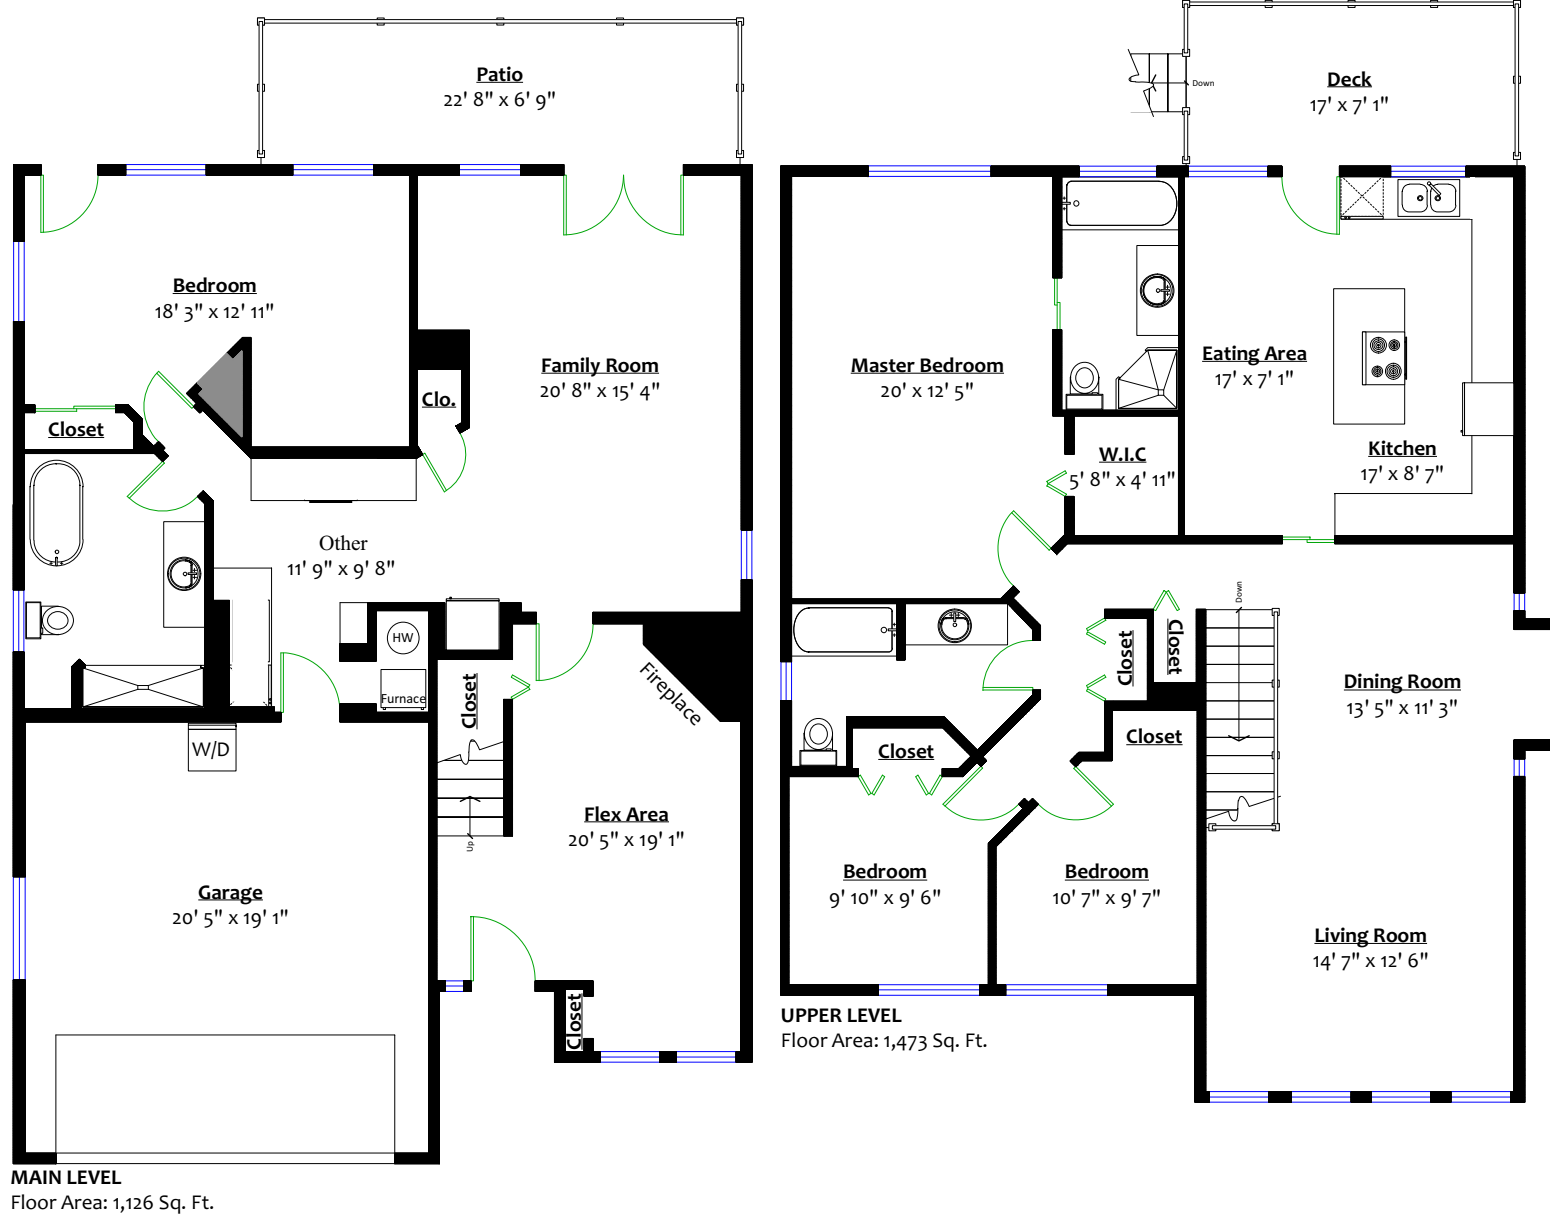 Patio
22' 8" x 6' 9"
Bedroom
18' 3" x 12' 11"
Family Room
20' 8" x 15' 4"
Clo.
Closet
Other
11' 9" x 9' 8"
HW
Furnace
Closet
Fireplace
W/D
Up
Flex Area
20' 5" x 19' 1"
Garage
20' 5" x 19' 1"
Closet
MAIN LEVEL
Floor Area: 1,126 Sq. Ft.
Down
Deck
17' x 7' 1"
Master Bedroom
20' x 12' 5"
Eating Area
17' x 7' 1"
Kitchen
17' x 8' 7"
W.I.C
5' 8" x 4' 11"
Down
Closet
Closet
Closet
Closet
Dining Room
13' 5" x 11' 3"
Bedroom
9' 10" x 9' 6"
Bedroom
10' 7" x 9' 7"
Living Room
14' 7" x 12' 6"
UPPER LEVEL
Floor Area: 1,473 Sq. Ft.